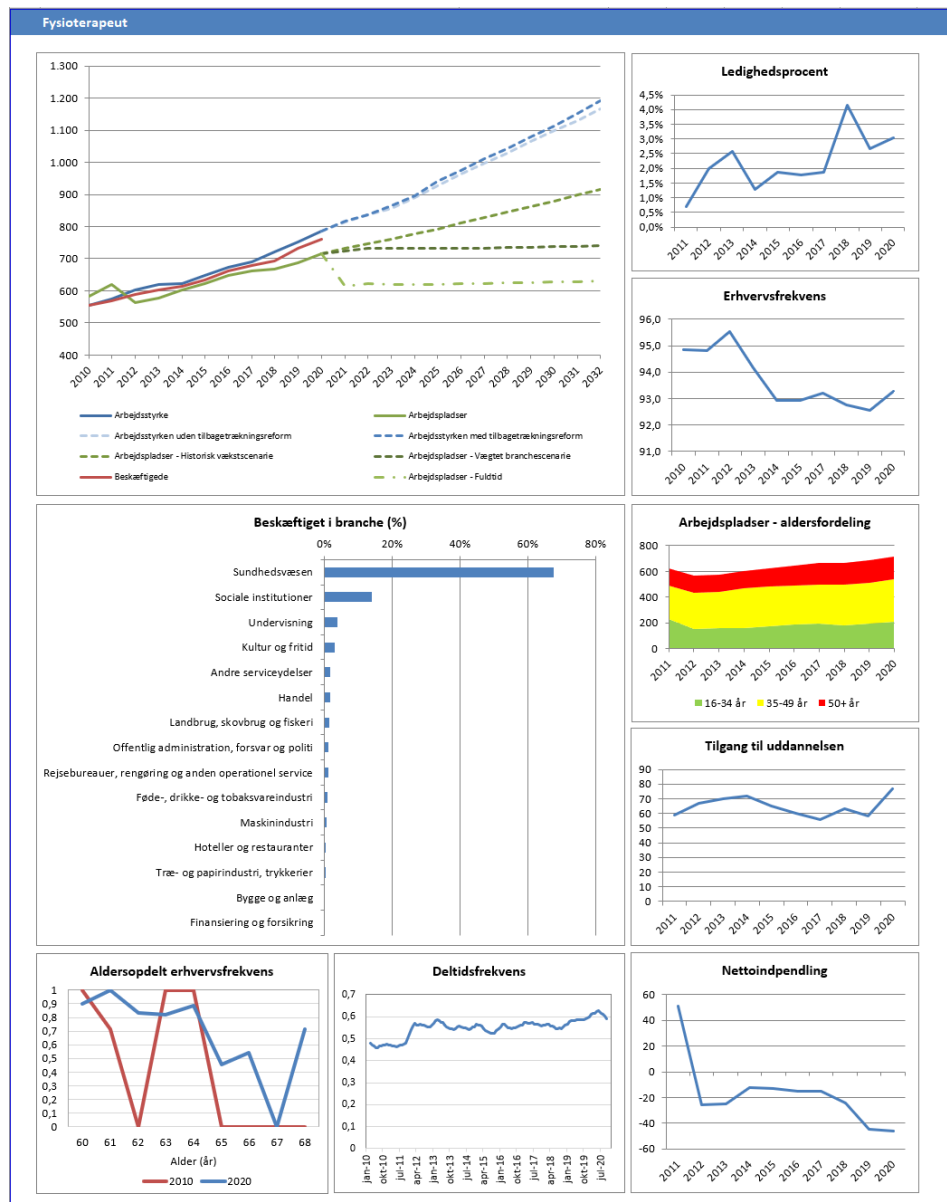 Fysioterapeut
1.300
1.200
1.100
1.000
900
800
700
600
500
400
2010 2011 2012 2013 2014 2015 2016 2017 2018 2019 2020 2021 2022 2023 2024 2025 2026 2027 2028 2029 2030 2031 2032
Arbejdsstyrke
Arbejdspladser
Arbejdsstyrken uden tilbagetrækningsreform
Arbejdsstyrken med tilbagetrækningsreform
Arbejdspladser - Historisk vækstscenarie
Arbejdspladser - Vægtet branchescenarie
Beskæftigede
Arbejdspladser - Fuldtid
Ledighedsprocent
4,5%
4,0%
3,5%
3,0%
2,5%
2,0%
1,5%
1,0%
0,5%
0,0%
2011 2012 2013 2014 2015 2016 2017 2018 2019 2020
Erhvervsfrekvens
96,0
95,0
94,0
93,0
92,0
91,0
2010 2011 2012 2013 2014 2015 2016 2017 2018 2019 2020
Beskæftiget i branche (%)
0% 20% 40% 60% 80%
Sundhedsvæsen
Sociale institutioner
Undervisning
Kultur og fritid
Andre serviceydelser
Handel
Landbrug, skovbrug og fiskeri
Offentlig administration, forsvar og politi
Rejsebureauer, rengøring og anden operationel service
Føde-, drikke- og tobaksvareindustri
Maskinindustri
Hoteller og restauranter
Træ- og papirindustri, trykkerier
Bygge og anlæg
Finansiering og forsikring
Arbejdspladser - aldersfordeling
800
600
400
200
0
2011 2012 2013 2014 2015 2016 2017 2018 2019 2020
16-34 år 35-49 år 50+ år
Tilgang til uddannelsen
90
80
70
60
50
40
30
20
10
0
2011 2012 2013 2014 2015 2016 2017 2018 2019 2020
Aldersopdelt erhvervsfrekvens
1
0,9
0,8
0,7
0,6
0,5
0,4
0,3
0,2
0,1
0
60 61 62 63 64 65 66 67 68
Alder (år)
2010 2020
Deltidsfrekvens
0,7
0,6
0,5
0,4
0,3
0,2
0,1
0
jan-10 okt-10 jul-11 apr-12 jan-13 okt-13 jul-14 apr-15 jan-16 okt-16 jul-17 apr-18 jan-19 okt-19 jul-20
Nettoindpendling
60
40
20
0
-20
-40
-60
2011 2012 2013 2014 2015 2016 2017 2018 2019 2020